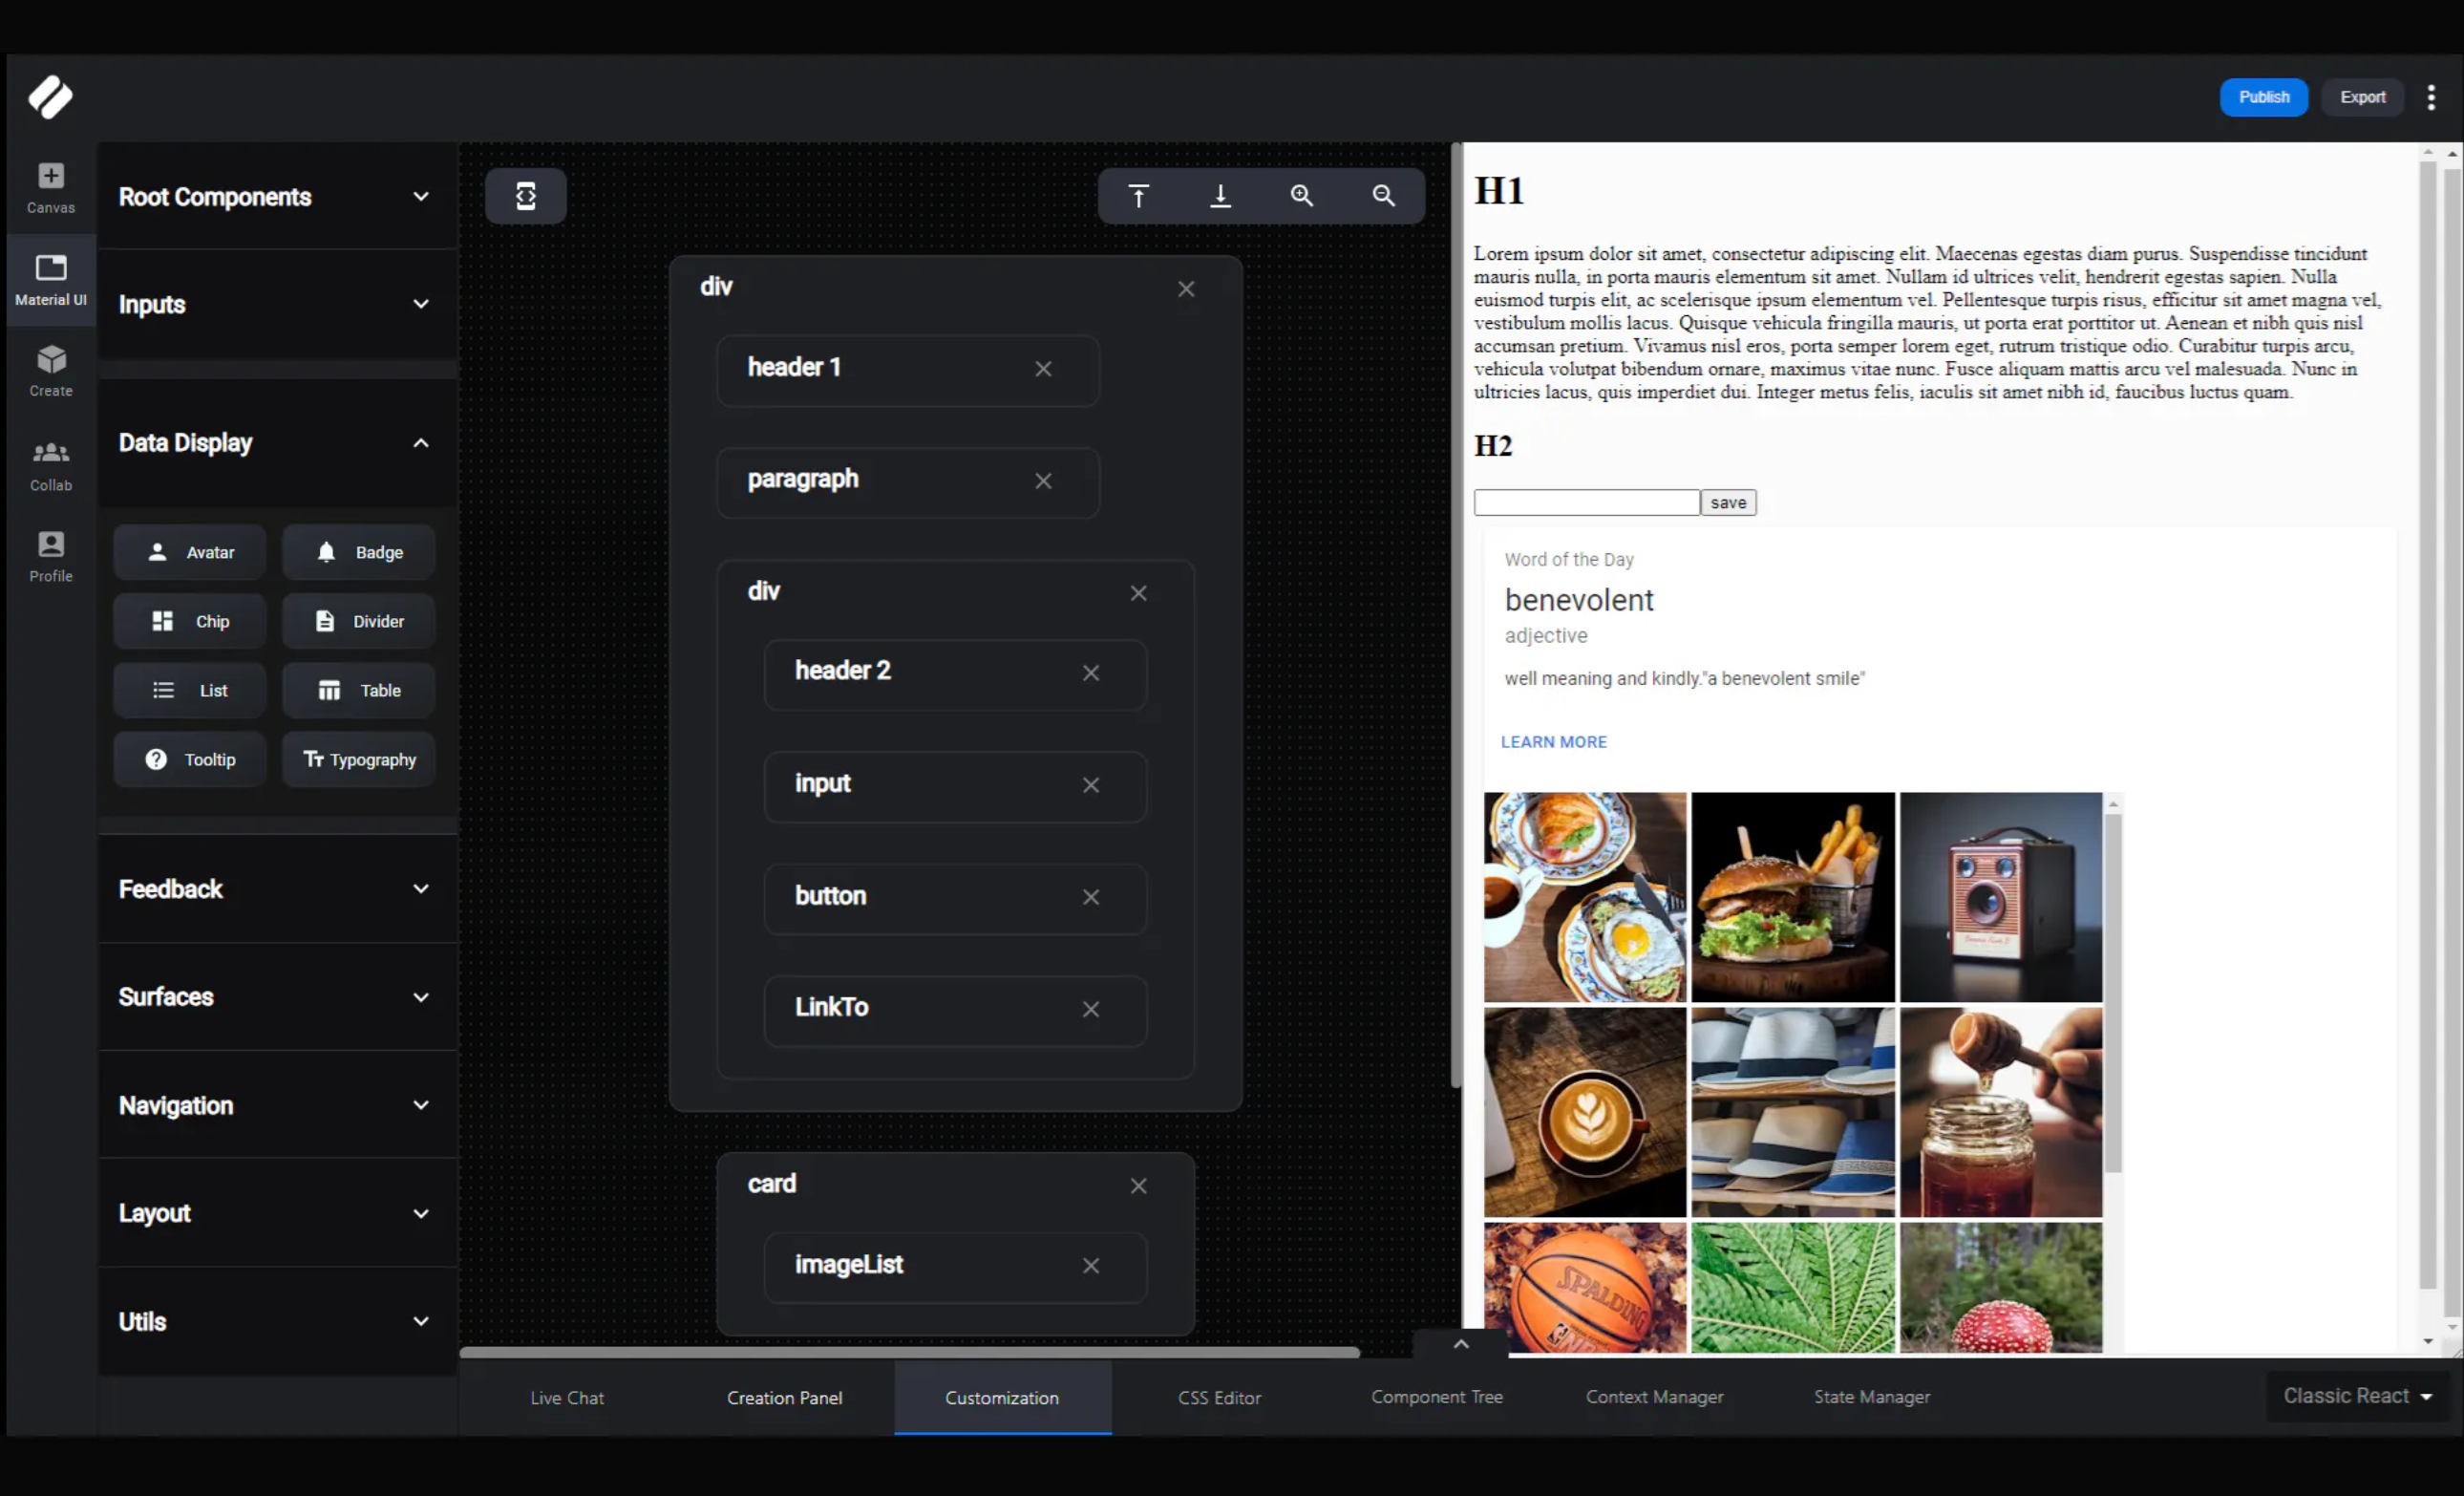 Publish
Export
Canvas
Material UI
Create
Collab
Profile
Root Components
Inputs
Data Display
Avatar
Badge
Chip
Divider
List
Table
Tooltip
Tт Typography
Feedback
Surfaces
Navigation
Layout
Utils
div
header 1
paragraph
div
header 2
input
button
LinkTo
card
imageList
H1
Lorem ipsum dolor sit amet, consectetur adipiscing elit. Maecenas egestas diam purus. Suspendisse tincidunt
mauris nulla, in porta mauris elementum sit amet. Nullam id ultrices velit, hendrerit egestas sapien. Nulla
euismod turpis elit, ac scelerisque ipsum elementum vel. Pellentesque turpis risus, efficitur sit amet magna vel,
vestibulum mollis lacus. Quisque vehicula fringilla mauris, ut porta erat porttitor ut. Aenean et nibh quis nisl
accumsan pretium. Vivamus nisl eros, porta semper lorem eget, rutrum tristique odio. Curabitur turpis arcu,
vehicula volutpat bibendum ornare, maximus vitae nunc. Fusce aliquam mattis arcu vel malesuada. Nunc in
ultricies lacus, quis imperdiet dui. Integer metus felis, iaculis sit amet nibh id, faucibus luctus quam.
H2
save
Word of the Day
benevolent
adjective
well meaning and kindly."a benevolent smile"
LEARN MORE
SPALDING
Live Chat
Creation Panel
Customization
CSS Editor
Component Tree
Context Manager
State Manager
Classic React